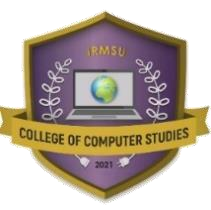 iRMSU
COLLEGE OF COMPUTER STUDIES
2021